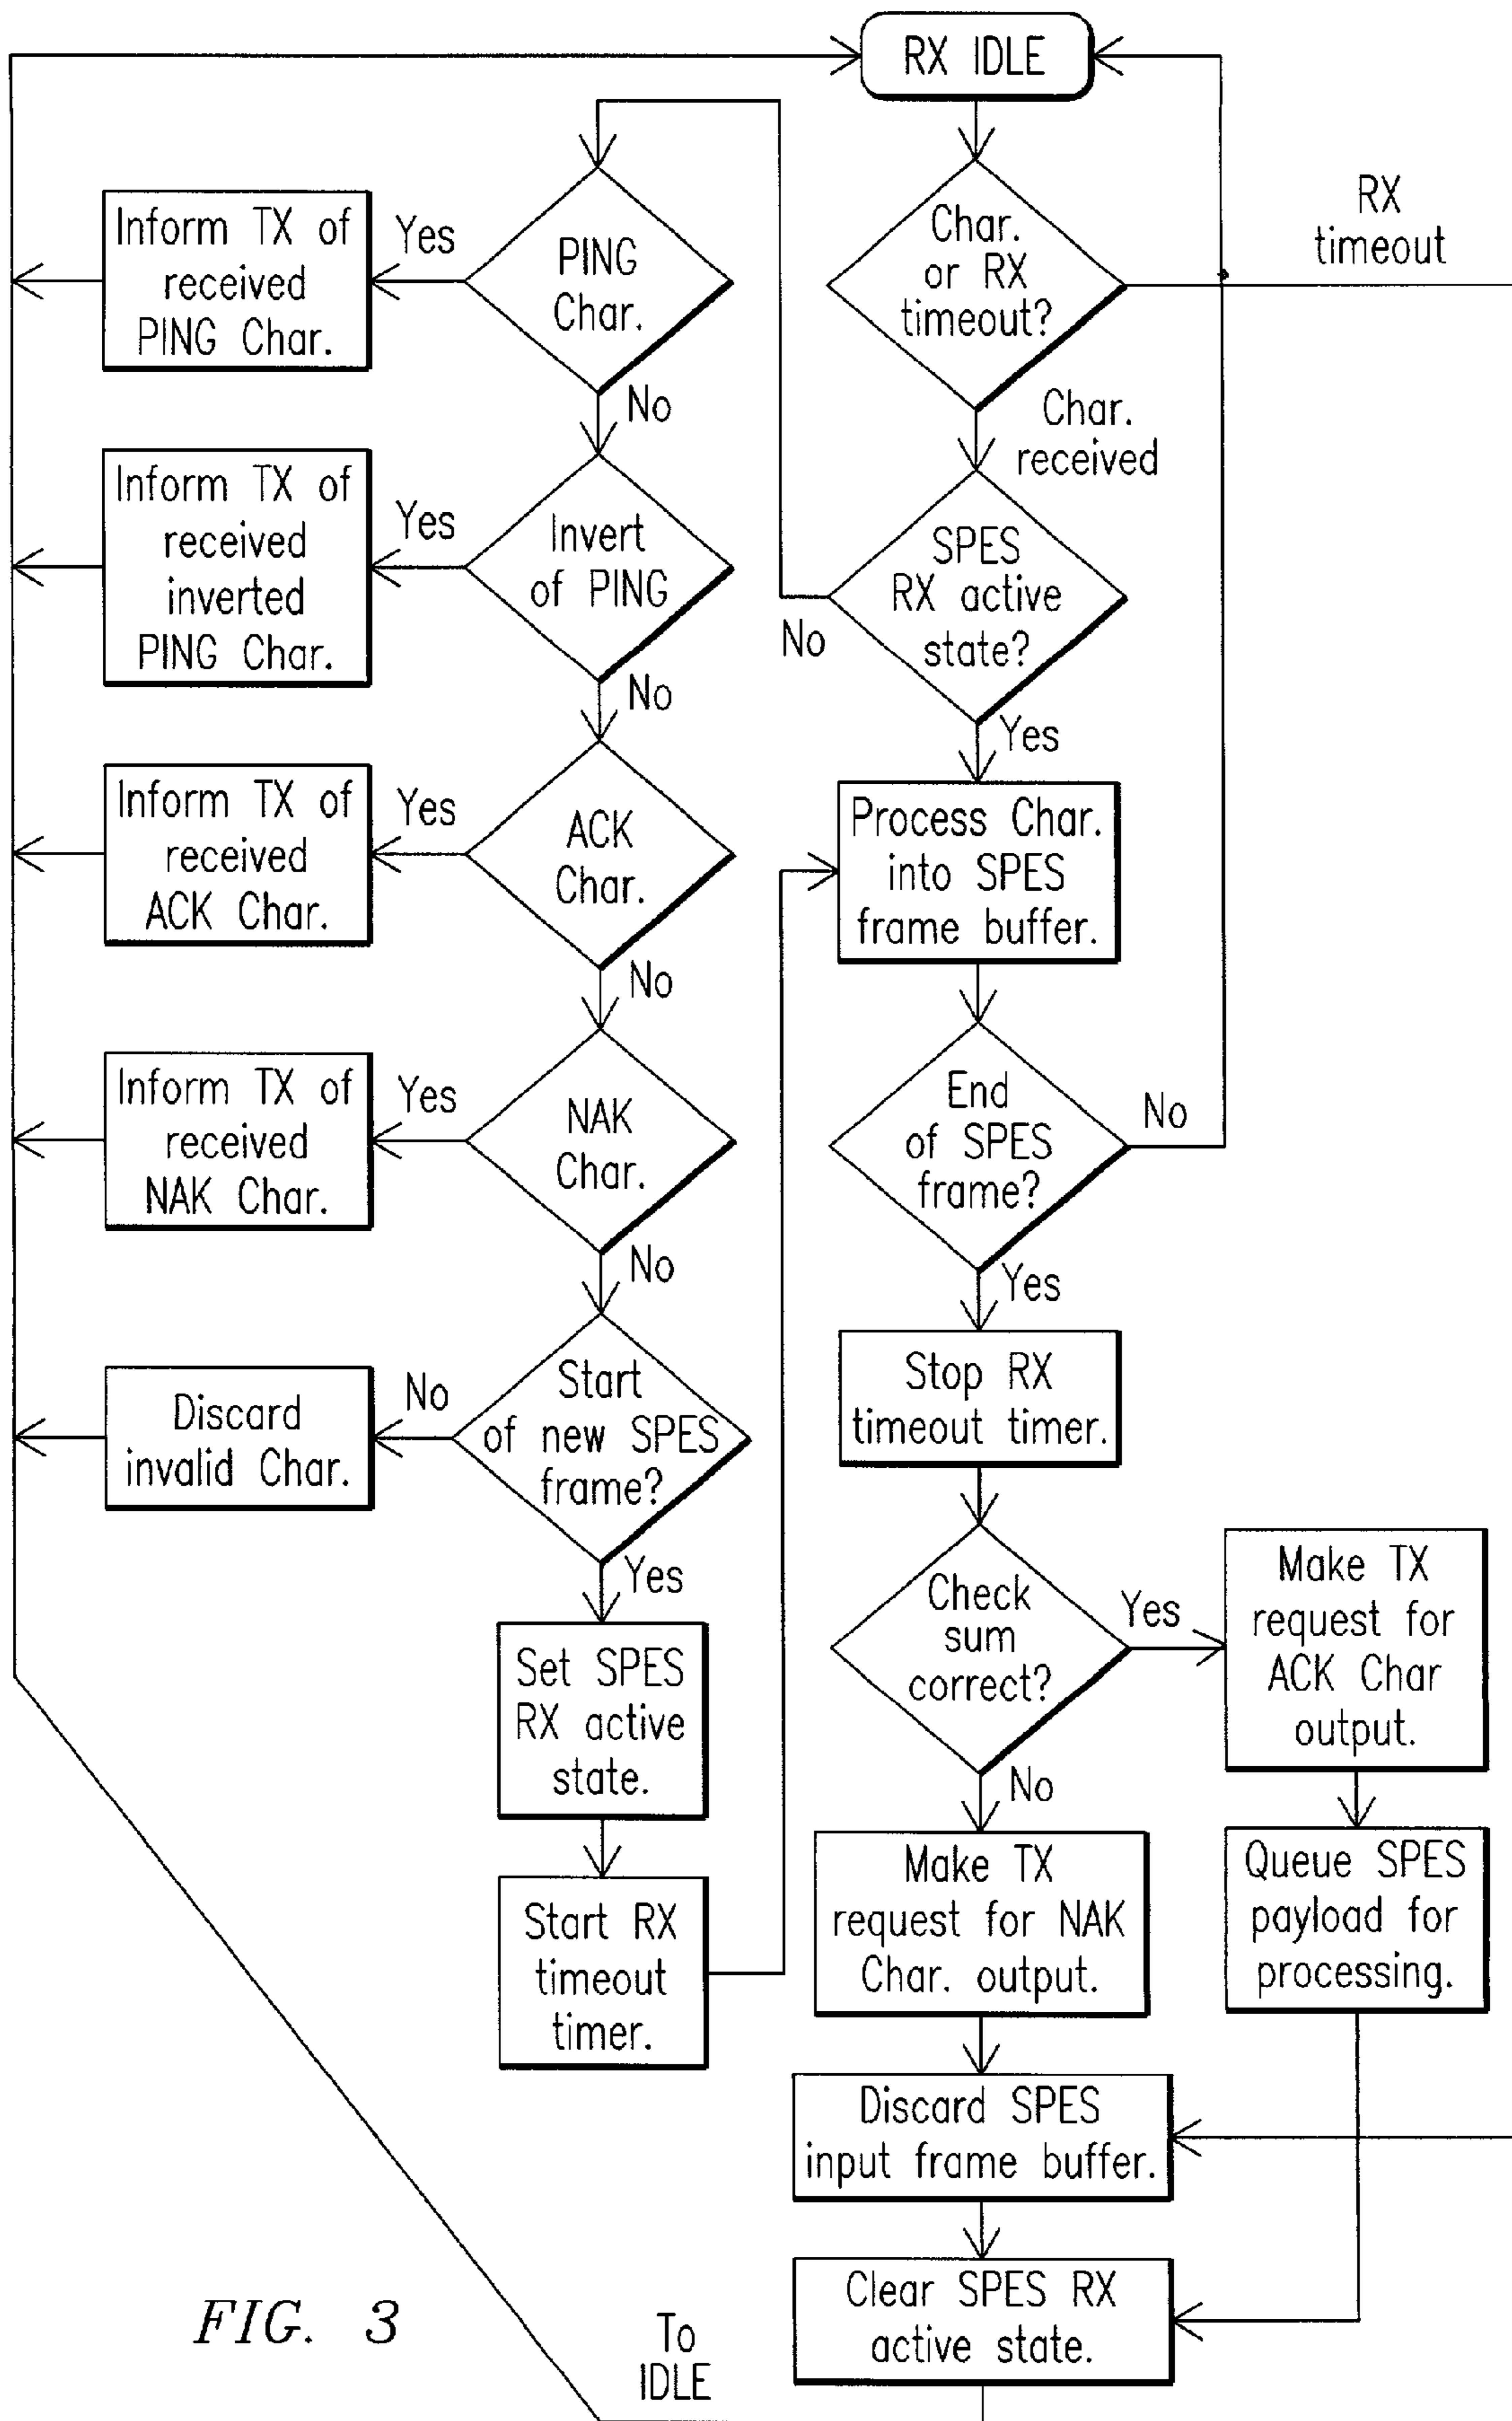 RX IDLE
Char.
or RX
timeout?
RX
timeout
Char.
received
SPES
RX active
state?
No
Yes
PING
Char.
Yes
Inform TX of
received
PING Char.
No
Invert
of PING
Yes
Inform TX of
received
inverted
PING Char.
No
ACK
Char.
Yes
Inform TX of
received
ACK Char.
No
NAK
Char.
Yes
Inform TX of
received
NAK Char.
No
Start
of new SPES
frame?
No
Discard
invalid Char.
Yes
Set SPES
RX active
state.
Start RX
timeout
timer.
Process Char.
into SPES
frame buffer.
End
of SPES
frame?
No
Yes
Stop RX
timeout timer.
Check
sum
correct?
Yes
Make TX
request for
ACK Char
output.
Queue SPES
payload for
processing.
No
Make TX
request for NAK
Char. output.
Discard SPES
input frame buffer.
Clear SPES RX
active state.
To
IDLE
FIG. 3